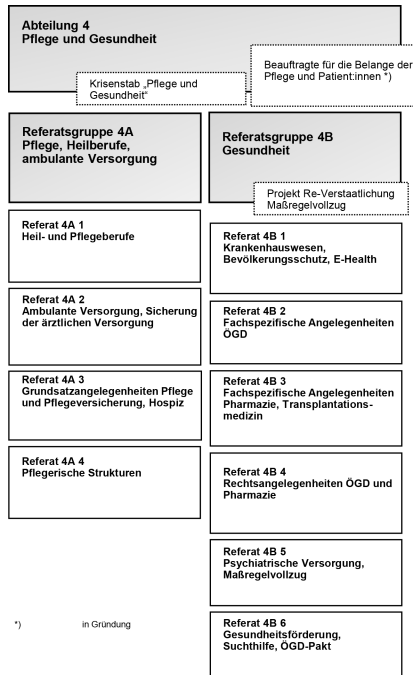 Abteilung 4
Pflege und Gesundheit
Beauftragte für die Belange der
Pflege und Patient:innen *)
Krisenstab „Pflege und
Gesundheit“
Referatsgruppe 4A
Pflege, Heilberufe,
ambulante Versorgung
Referat 4A 1
Heil- und Pflegeberufe
Referat 4A 2
Ambulante Versorgung, Sicherung
der ärztlichen Versorgung
Referat 4A 3
Grundsatzangelegenheiten Pflege
und Pflegeversicherung, Hospiz
Referat 4A 4
Pflegerische Strukturen
Referatsgruppe 4B
Gesundheit
Projekt Re-Verstaatlichung
Maßregelvollzug
Referat 4B 1
Krankenhauswesen,
Bevölkerungsschutz, E-Health
Referat 4B 2
Fachspezifische Angelegenheiten
ÖGD
Referat 4B 3
Fachspezifische Angelegenheiten
Pharmazie, Transplantations-
medizin
Referat 4B 4
Rechtsangelegenheiten ÖGD und
Pharmazie
Referat 4B 5
Psychiatrische Versorgung,
Maßregelvollzug
Referat 4B 6
Gesundheitsförderung,
Suchthilfe, ÖGD-Pakt
*) in Gründung